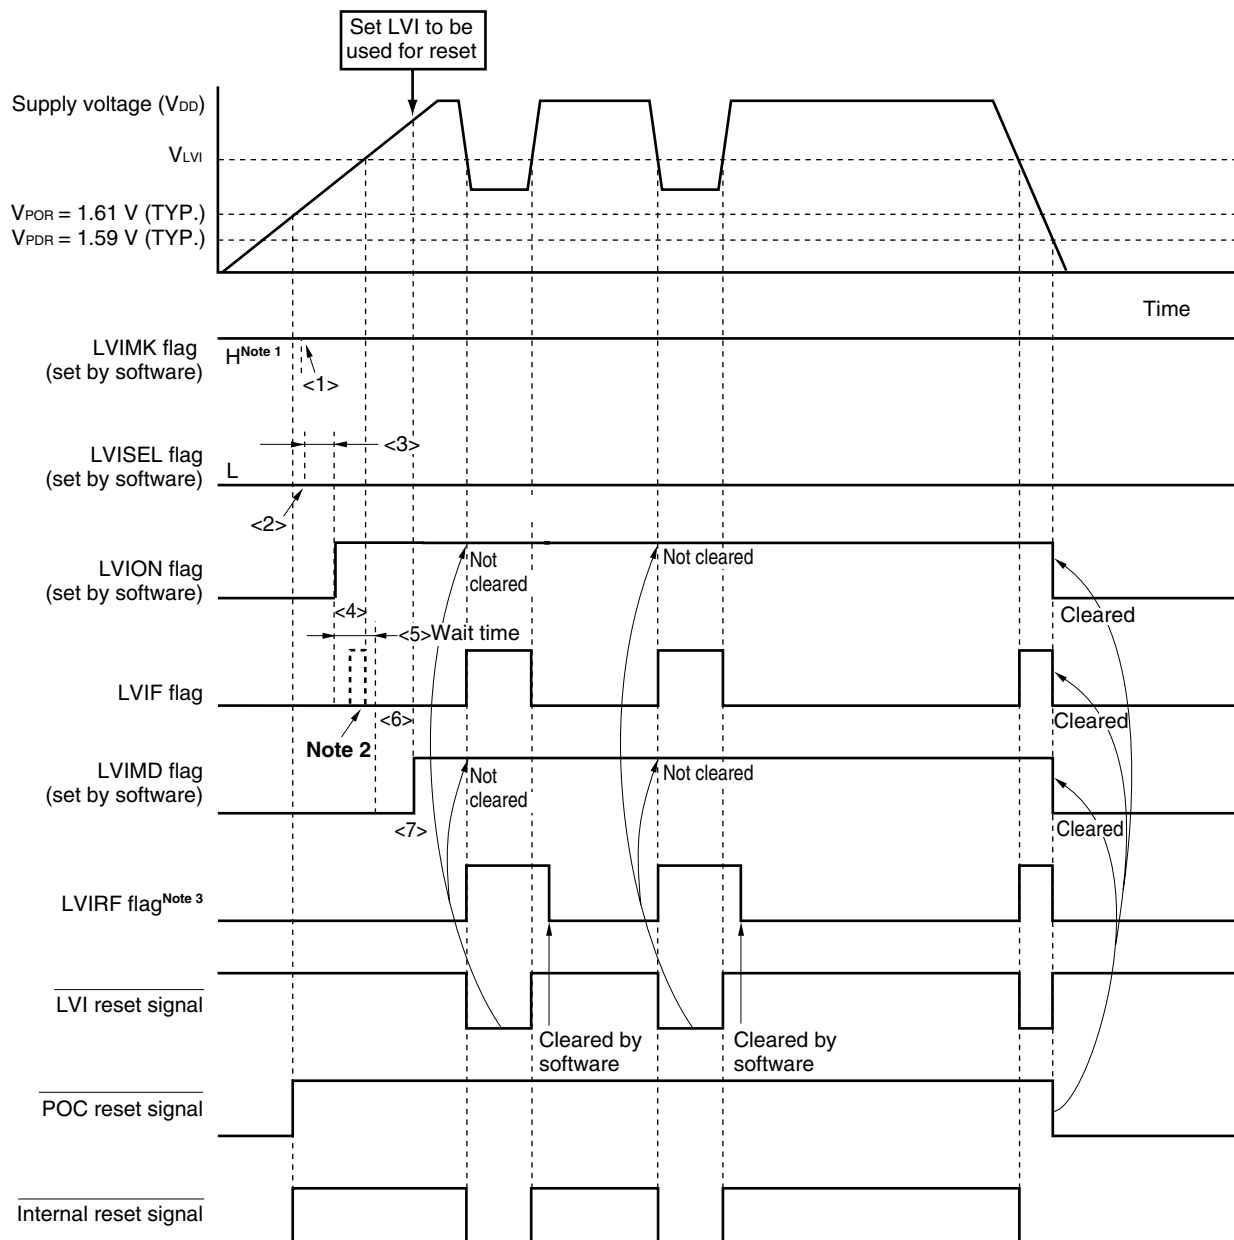 Set LVI to be
used for reset
Supply voltage (VDD)
VLVI
VPOR = 1.61 V (TYP.)
VPDR = 1.59 V (TYP.)
Time
LVIMK flag
(set by software)
H Note 1
<1>
<3>
LVISEL flag
(set by software)
L
<2>
LVION flag
(set by software)
Not
cleared
Not cleared
Cleared
<4>
<5> Wait time
LVIF flag
<6>
Note 2
Cleared
LVIMD flag
(set by software)
Not
cleared
Not cleared
<7>
Cleared
LVIRF flag Note 3
LVI reset signal
Cleared by
software
Cleared by
software
POC reset signal
Internal reset signal